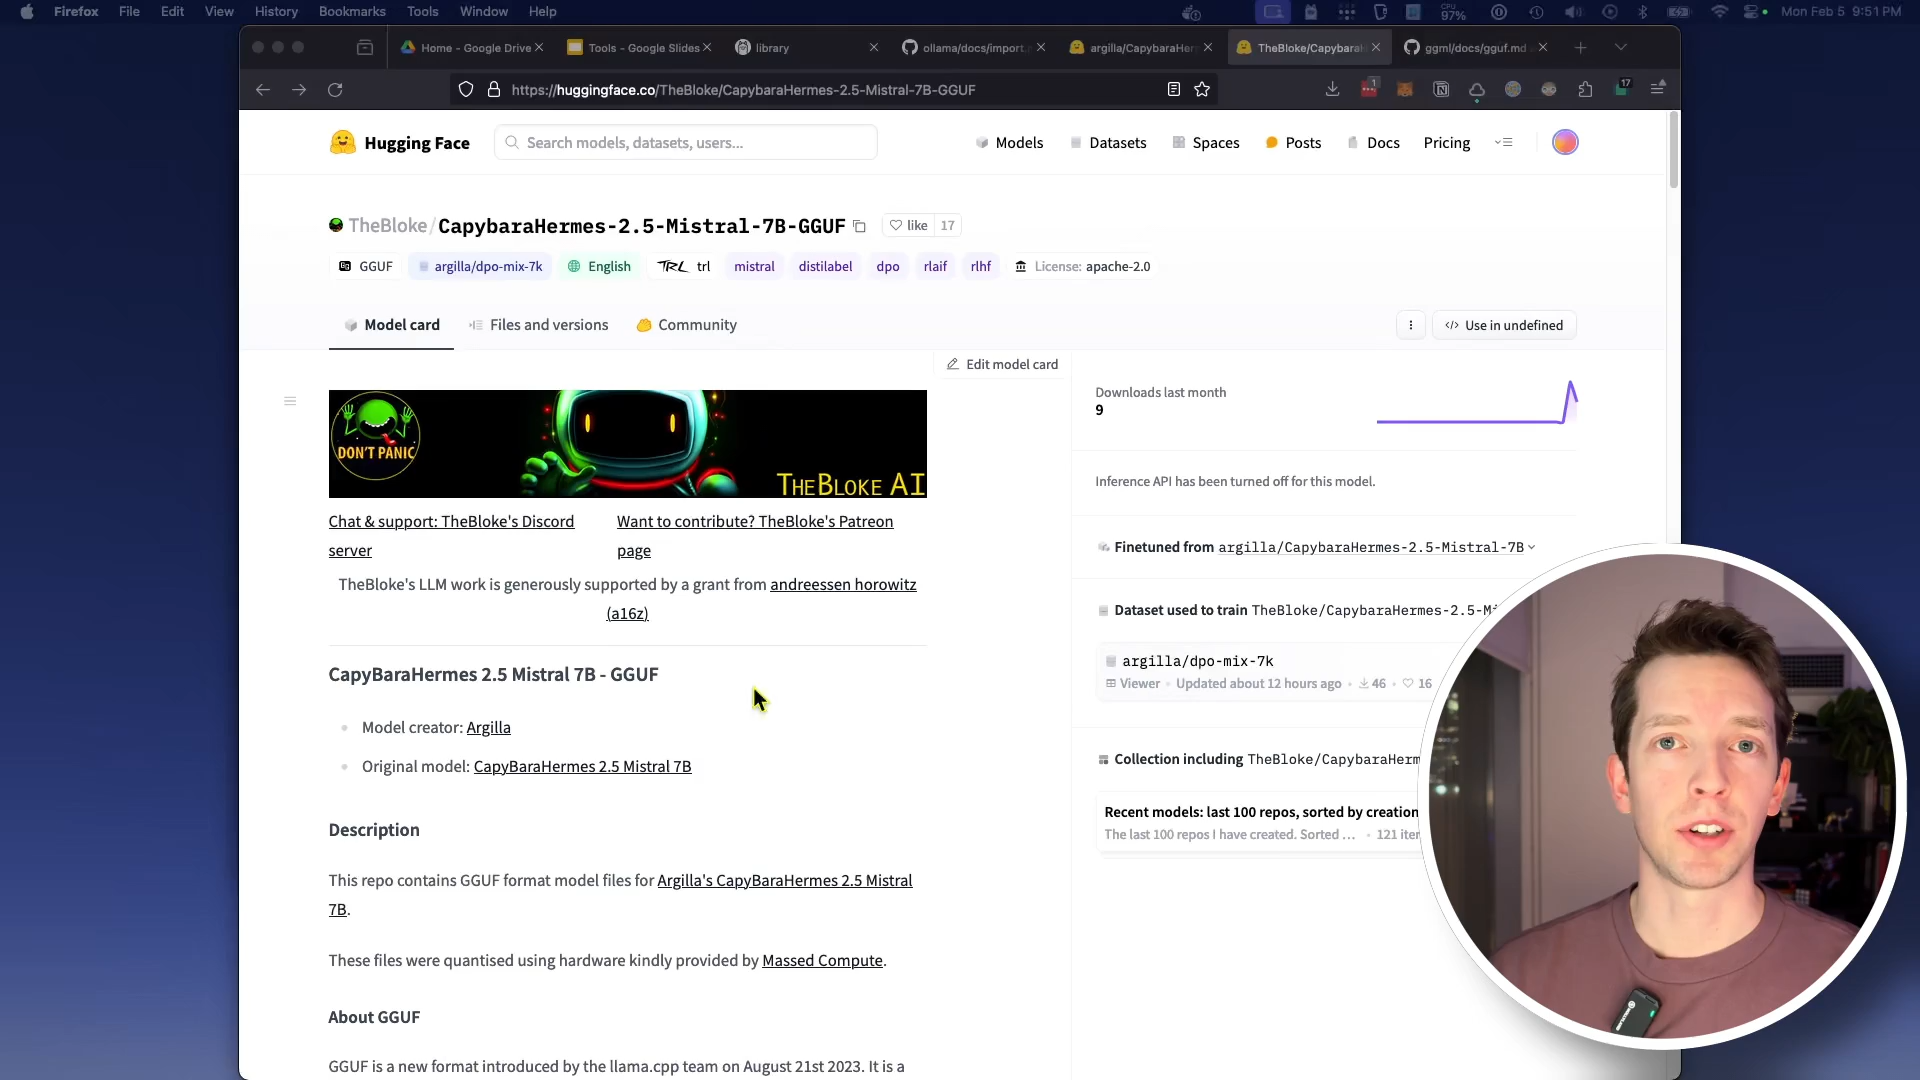 Firefox File Edit View History Bookmarks Tools Window Help
CPU 97% Mon Feb 5 9:51 PM
Home - Google Drive
Tools - Google Slides
library
ollama/docs/import.
argilla/CapybaraHer
TheBloke/Capybara
ggml/docs/gguf.md
https://huggingface.co/TheBloke/CapybaraHermes-2.5-Mistral-7B-GGUF
1
17
Hugging Face
Search models, datasets, users...
Models Datasets Spaces Posts Docs Pricing
TheBloke/CapybaraHermes-2.5-Mistral-7B-GGUF
like 17
GGUF argilla/dpo-mix-7k English TRL trl mistral distilabel dpo rlaif rlhf License: apache-2.0
Model card Files and versions Community
Use in undefined
Edit model card
DON'T PANIC
THEBLOKE AI
Chat & support: TheBloke's Discord
server
Want to contribute? TheBloke's Patreon
page
TheBloke's LLM work is generously supported by a grant from andreessen horowitz
(a16z)
CapyBaraHermes 2.5 Mistral 7B - GGUF
Model creator: Argilla
Original model: CapyBaraHermes 2.5 Mistral 7B
Description
This repo contains GGUF format model files for Argilla's CapyBaraHermes 2.5 Mistral
7B.
These files were quantised using hardware kindly provided by Massed Compute.
About GGUF
GGUF is a new format introduced by the llama.cpp team on August 21st 2023. It is a
Downloads last month
9
Inference API has been turned off for this model.
Finetuned from argilla/CapybaraHermes-2.5-Mistral-7B
Dataset used to train TheBloke/CapybaraHermes-2.5-Mi
argilla/dpo-mix-7k
Viewer • Updated about 12 hours ago • 46 • 16
Collection including TheBloke/CapybaraHerm
Recent models: last 100 repos, sorted by creation
The last 100 repos I have created. Sorted ... • 121 iter